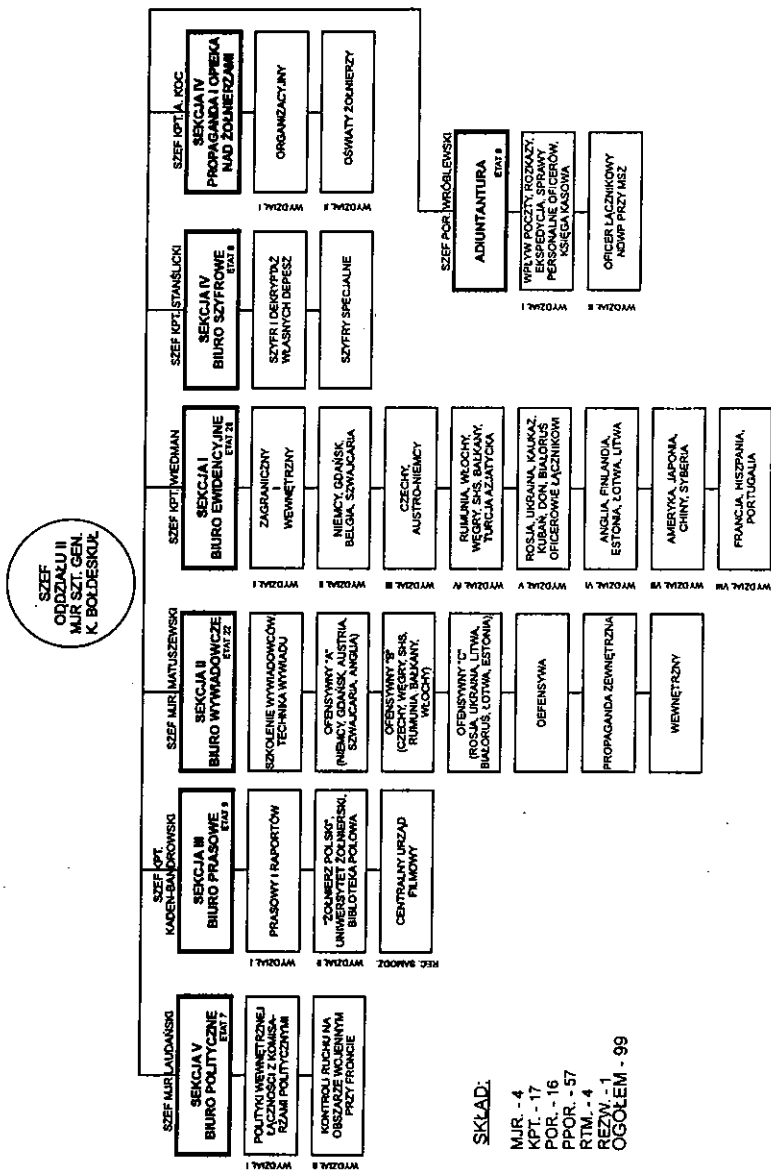 SZEF
ODDZIAŁU II
MJR SZT. GEN.
K. BOŁDESKUŁ
SZEF MJR LAUDAŃSKI
SEKCJA V
BIURO POLITYCZNE
ETAT 7
WYDZIAŁ I
POLITYKI WEWNĘTRZNEJ
ŁĄCZNOŚCI Z KOMISA-
RZAMI POLITYCZNYMI
WYDZIAŁ II
KONTROLI RUCHU NA
OBSZARZE WOJENNYM
PRZY FRONCIE
SZEF KPT.
KADEN-BANDROWSKI
SEKCJA III
BIURO PRASOWE
ETAT 9
WYDZIAŁ I
PRASOWY I RAPORTÓW
WYDZIAŁ II
"ŻOŁNIERZ POLSKI",
UNIWERSYTET ŻOŁNIERSKI,
BIBLOTEKA POLOWA
REF. SAMODZ.
CENTRALNY URZĄD
FILMOWY
SZEF MJR. MATUSZEWSKI
SEKCJA II
BIURO WYWIADOWCZE
ETAT 22
SZKOLENIE WYWIADOWCÓW,
TECHNIKA WYWIADU
OFENSYWNY "A"
(NIEMCY, GDAŃSK, AUSTRIA,
SZWAJCARIA, ANGLIA)
OFENSYWNY "B"
(CZECHY, WĘGRY, SHS,
RUMUNIA, BAŁKANY,
WŁOCHY)
OFENSYWNY "C"
(ROSJA, UKRAINA, LITWA,
BIAŁORUŚ, ŁOTWA, ESTONIA)
DEFENSYWA
PROPAGANDA ZEWNĘTRZNA
WEWNĘTRZNY
SZEF KPT. WIEDMAN
SEKCJA I
BIURO EWIDENCYJNE
ETAT 28
WYDZIAŁ I
ZAGRANICZNY
I
WEWNĘTRZNY
WYDZIAŁ II
NIEMCY, GDAŃSK,
BELGIA, SZWAJCARIA
WYDZIAŁ III
CZECHY,
AUSTRO-NIEMCY
WYDZIAŁ IV
RUMUNIA, WŁOCHY,
WĘGRY, SHS, BAŁKANY,
TURCJA AZJATYCKA
WYDZIAŁ V
ROSJA, UKRAINA, KAUKAZ,
KUBAŃ, DON, BIAŁORUŚ
OFICEROWIE ŁĄCZNIKOWI
WYDZIAŁ VI
ANGLIA, FINLANDIA,
ESTONIA, ŁOTWA, LITWA
WYDZIAŁ VII
AMERYKA, JAPONIA,
CHINY, SYBERIA
WYDZIAŁ VIII
FRANCJA, HISZPANIA,
PORTUGALIA
SZEF KPT. STAŃSLICKI
SEKCJA IV
BIURO SZYFROWE
ETAT 8
SZYFR I DEKRYPTAŻ
WŁASNYCH DEPESZ
SZYFRY SPECJALNE
SZEF KPT. A. KOC
SEKCJA IV
PROPAGANDA I OPIEKA
NAD ŻOŁNIERZAMI
WYDZIAŁ I
ORGANIZACYJNY
WYDZIAŁ II
OŚWIATY ŻOŁNIERZY
SZEF POR. WRÓBLEWSKI
ADIUNTANTURA
ETAT 8
WYDZIAŁ I
WPŁYW POCZTY, ROZKAZY,
EKSPEDYCJA, SPRAWY
PERSONALNE OFICERÓW,
KSIĘGA KASOWA
WYDZIAŁ II
OFICER ŁĄCZNIKOWY
NDWP PRZY MSZ
SKŁAD:
MJR. - 4
KPT. - 17
POR. - 16
PPOR. - 57
RTM. - 4
REZW. - 1
OGÓŁEM - 99